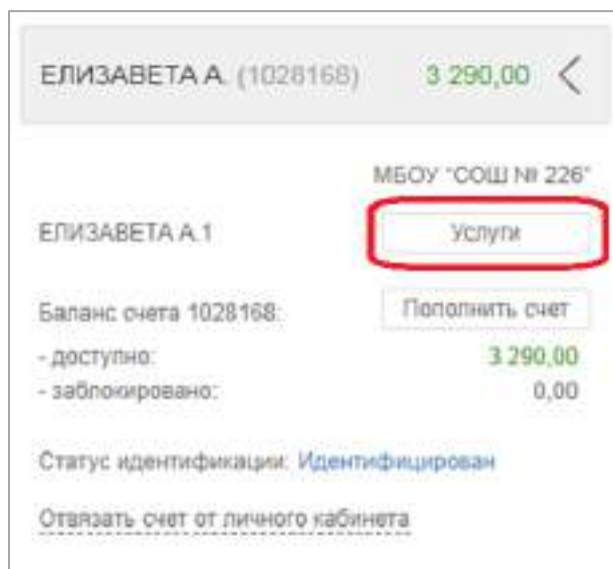 ЕЛИЗАВЕТА А. (1028168) 3 290,00
МБОУ "СОШ № 226"
ЕЛИЗАВЕТА А.1 Услуги
Баланс счета 1028168: Пополнить счет
- доступно: 3 290,00
- заблокировано: 0,00
Статус идентификации: Идентифицирован
Отвязать счет от личного кабинета